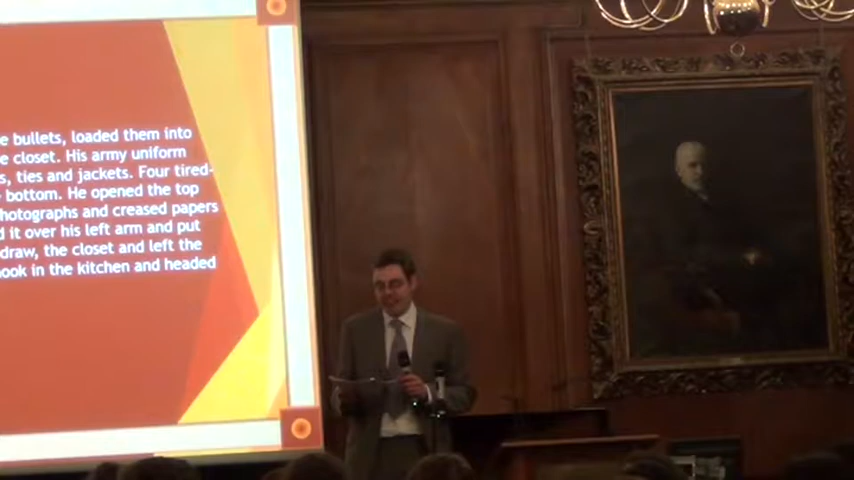 e bullets, loaded them into
e closet. His army uniform
s, ties and jackets. Four tired-
bottom. He opened the top
hotographs and creased papers
d it over his left arm and put
draw, the closet and left the
ook in the kitchen and headed